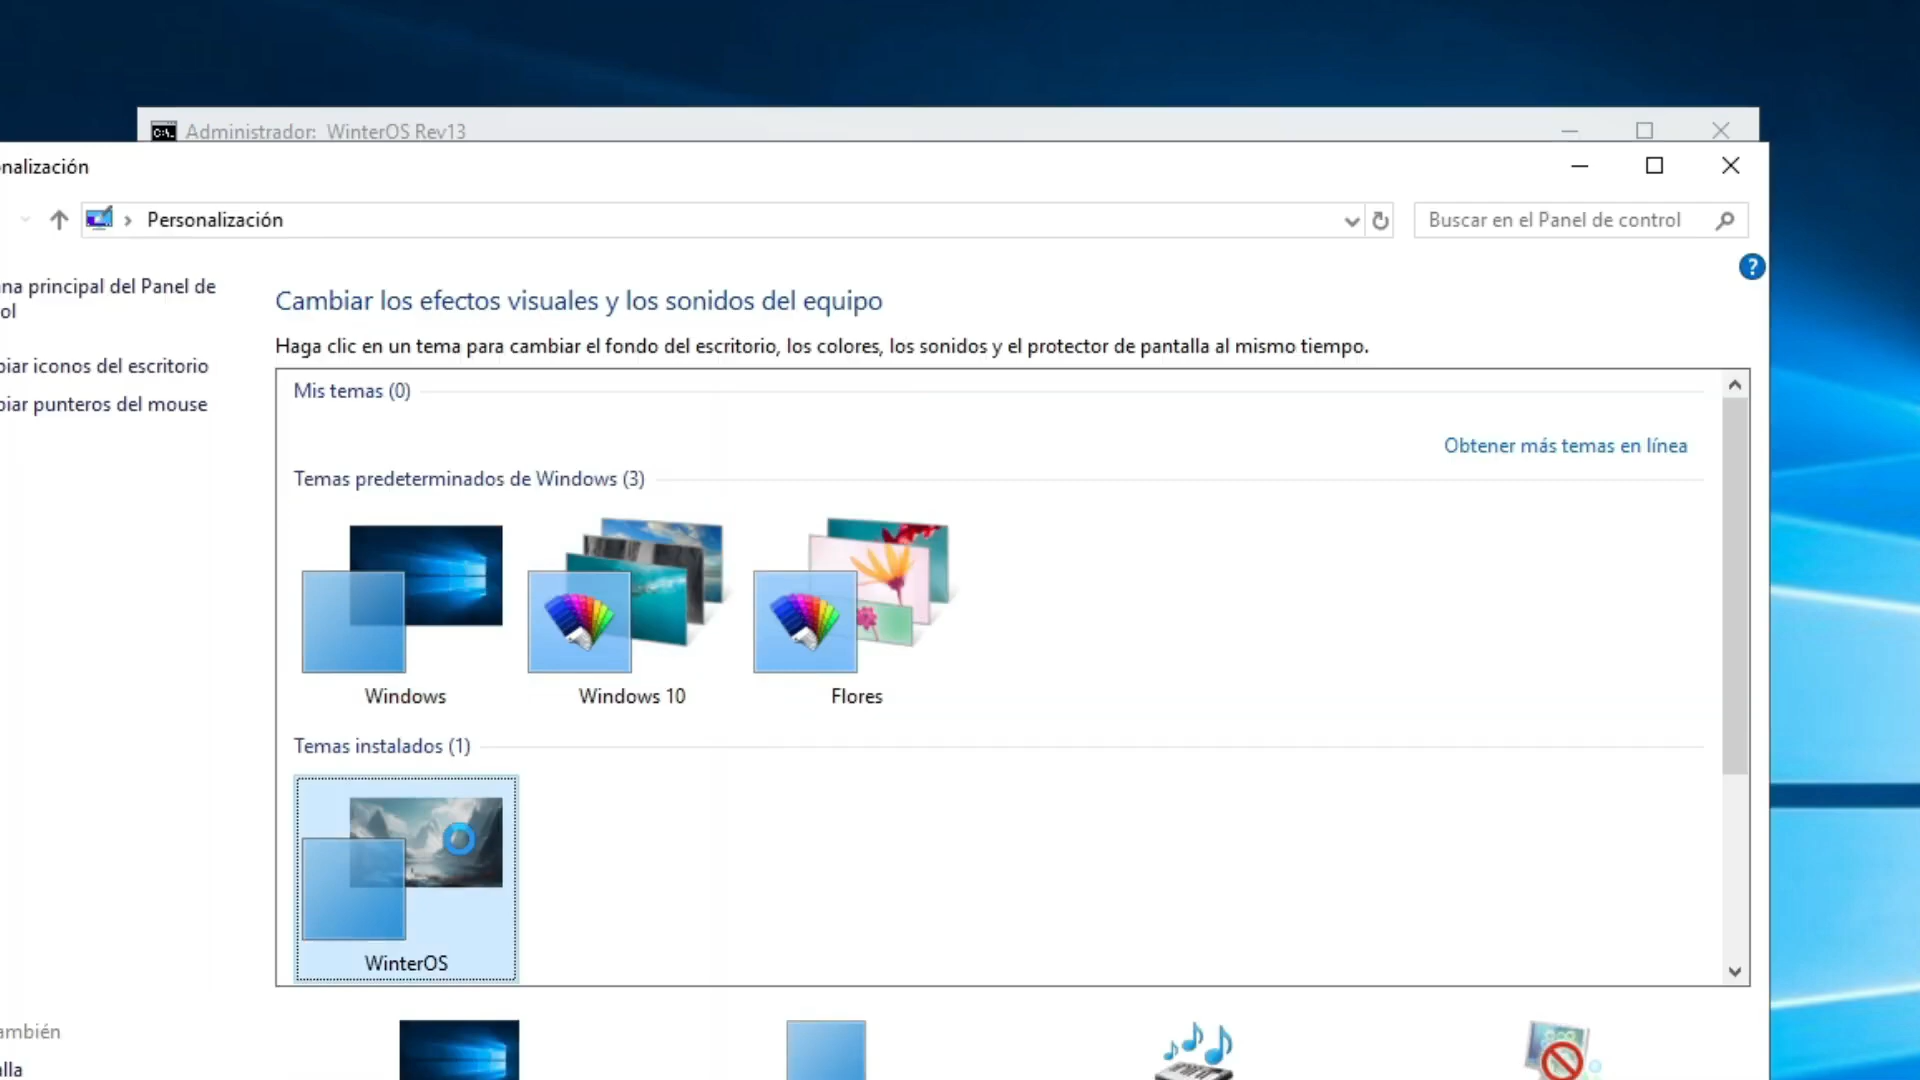 Administrador: WinterOS Rev13
nalización
Personalización
Buscar en el Panel de control
?
na principal del Panel de
ol
Cambiar los efectos visuales y los sonidos del equipo
Haga clic en un tema para cambiar el fondo del escritorio, los colores, los sonidos y el protector de pantalla al mismo tiempo.
iar iconos del escritorio
iar punteros del mouse
Mis temas (0)
Obtener más temas en línea
Temas predeterminados de Windows (3)
Windows
Windows 10
Flores
Temas instalados (1)
WinterOS
ambién
lla